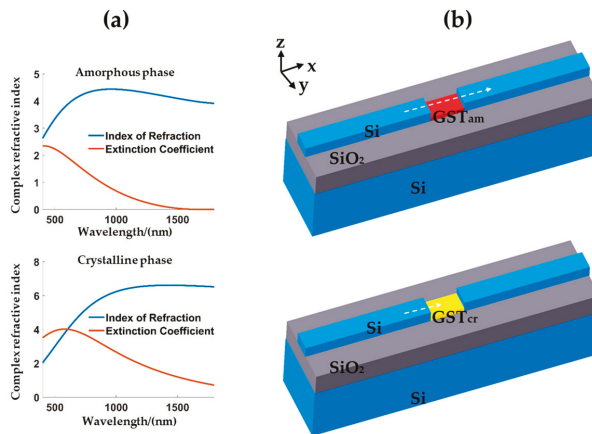 (a)
Amorphous phase
Complex refractive index
5
4
3
2
1
0
Index of Refraction
Extinction Coefficient
500 1000 1500
Wavelength/(nm)
Crystalline phase
Complex refractive index
8
6
4
2
0
Index of Refraction
Extinction Coefficient
500 1000 1500
Wavelength/(nm)
(b)
z
x
y
Si
GSTam
SiO₂
Si
Si
GSTcr
SiO₂
Si